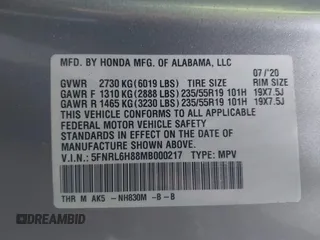 MFD. BY HONDA MFG. OF ALABAMA, LLC
07/'20
GVWR 2730 KG(6019 LBS) TIRE SIZE RIM SIZE
GAWR F 1310 KG(2888 LBS) 235/55R19 101H 19X7.5J
GAWR R 1465 KG(3230 LBS) 235/55R19 101H 19X7.5J
THIS VEHICLE CONFORMS TO ALL APPLICABLE
FEDERAL MOTOR VEHICLE SAFETY AND THEFT
PREVENTION STANDARDS IN EFFECT ON THE DATE OF
MANUFACTURE SHOWN ABOVE.
V.I.N.: 5FNRL6H88MB000217 TYPE: MPV
THR M AK5 -NH830M -B-B
DREAMBID